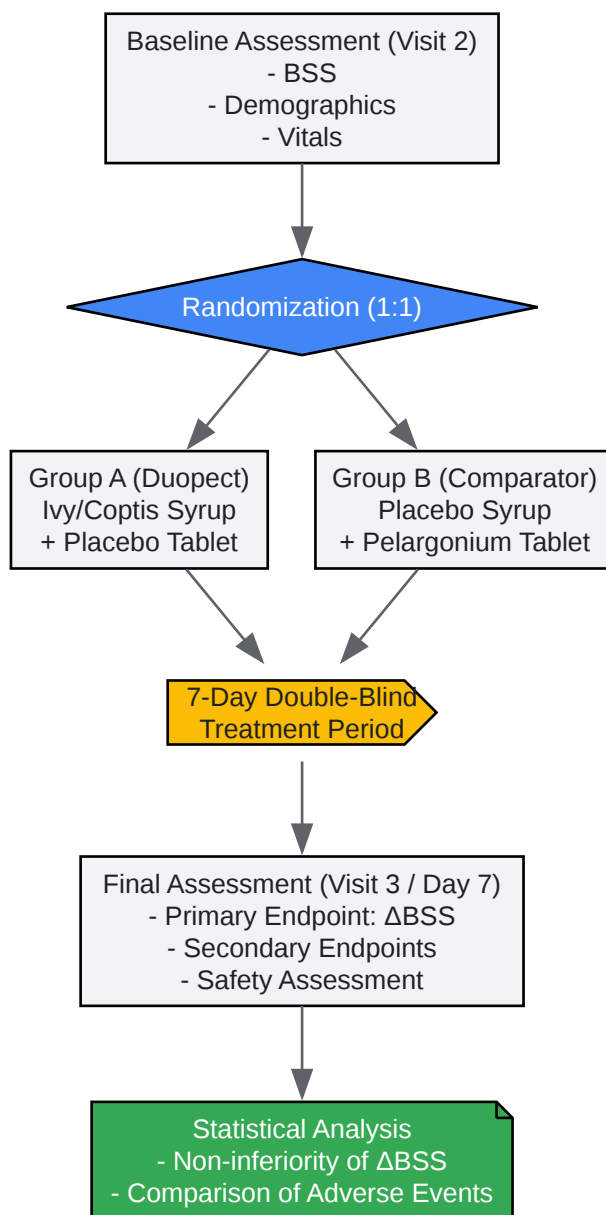 Baseline Assessment (Visit 2)
- BSS
- Demographics
- Vitals
Randomization (1:1)
Group A (Duopect)
Ivy/Coptis Syrup
+ Placebo Tablet
Group B (Comparator)
Placebo Syrup
+ Pelargonium Tablet
7-Day Double-Blind
Treatment Period
Final Assessment (Visit 3 / Day 7)
- Primary Endpoint: ΔBSS
- Secondary Endpoints
- Safety Assessment
Statistical Analysis
- Non-inferiority of ΔBSS
- Comparison of Adverse Events